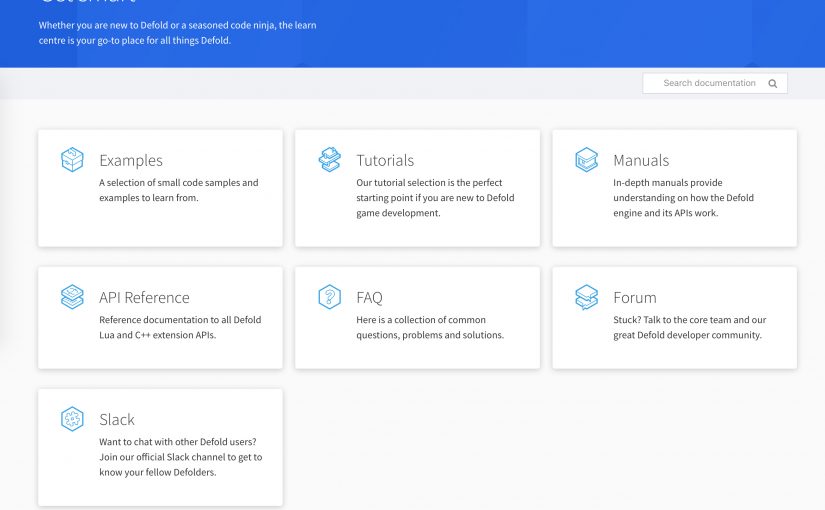 Whether you are new to Defold or a seasoned code ninja, the learn
centre is your go-to place for all things Defold.
Search documentation
Examples
A selection of small code samples and
examples to learn from.
Tutorials
Our tutorial selection is the perfect
starting point if you are new to Defold
game development.
Manuals
In-depth manuals provide
understanding on how the Defold
engine and its APIs work.
API Reference
Reference documentation to all Defold
Lua and C++ extension APIs.
FAQ
Here is a collection of common
questions, problems and solutions.
Forum
Stuck? Talk to the core team and our
great Defold developer community.
Slack
Want to chat with other Defold users?
Join our official Slack channel to get to
know your fellow Defolders.